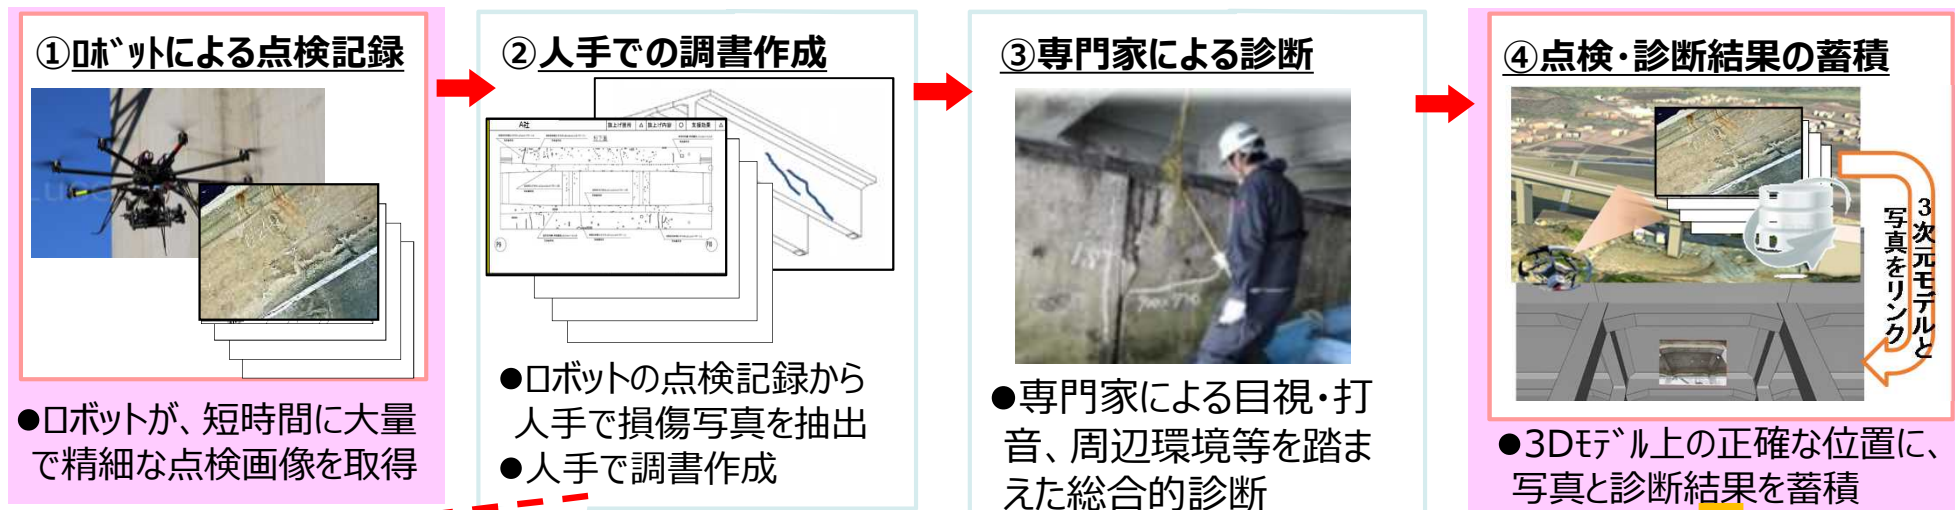 ①ﾛﾎﾞｯﾄによる点検記録
●ロボットが、短時間に大量
で精細な点検画像を取得
②人手での調書作成
A社
●ロボットの点検記録から
人手で損傷写真を抽出
●人手で調書作成
③専門家による診断
●専門家による目視・打
音、周辺環境等を踏ま
えた総合的診断
④点検・診断結果の蓄積
3次元モデルと
写真をリンク
●3Dﾓﾃﾞﾙ上の正確な位置に、
写真と診断結果を蓄積